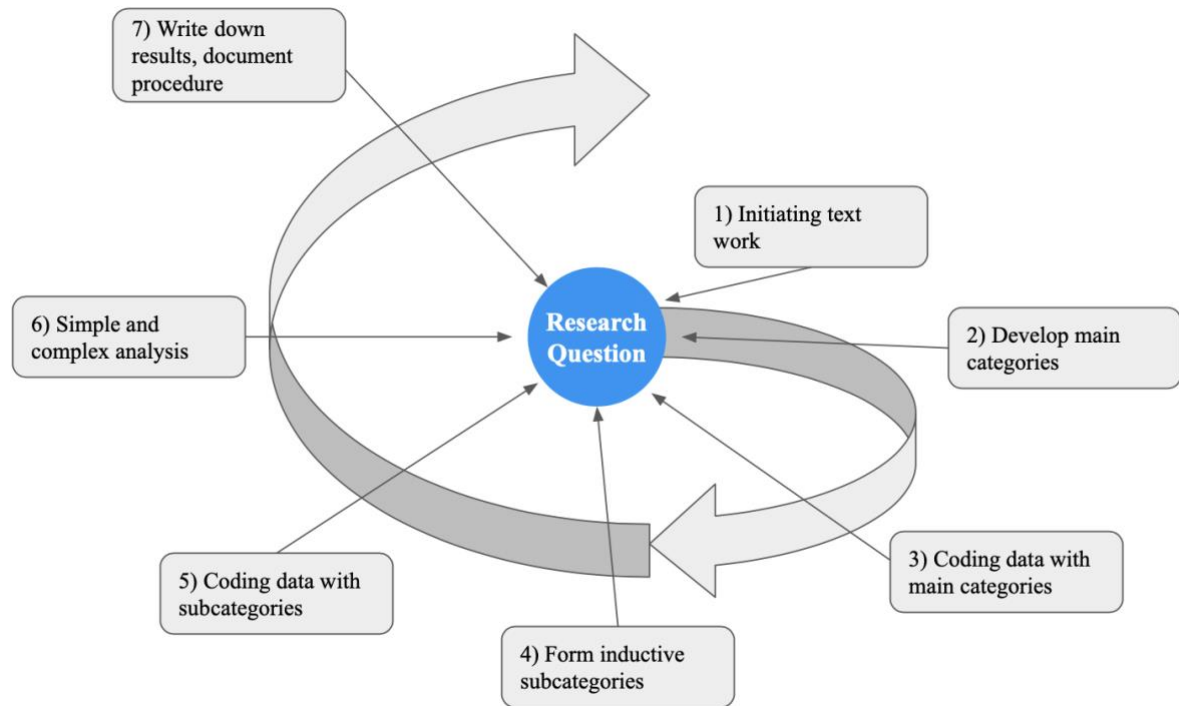 7) Write down
results, document
procedure
1) Initiating text
work
6) Simple and
complex analysis
Research
Question
2) Develop main
categories
5) Coding data with
subcategories
3) Coding data with
main categories
4) Form inductive
subcategories